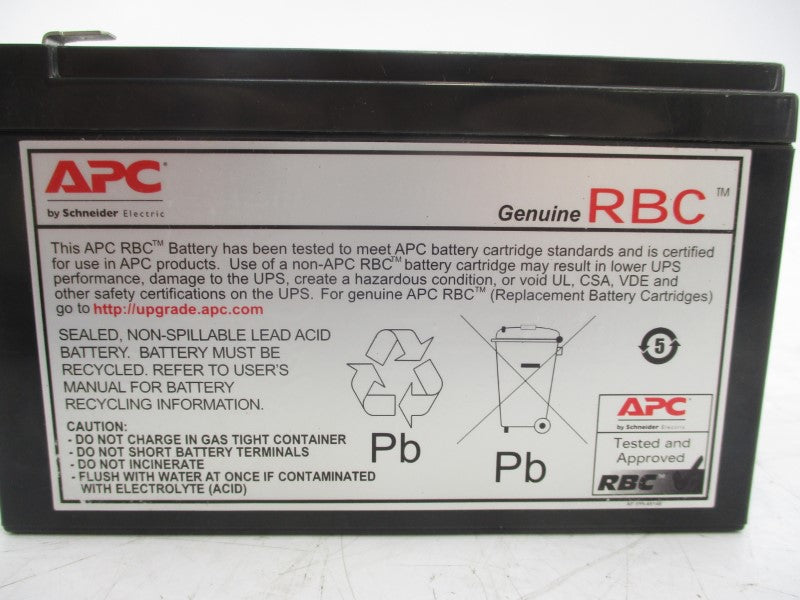 APC
by Schneider Electric
Genuine RBC™
This APC RBC™ Battery has been tested to meet APC battery cartridge standards and is certified
for use in APC products. Use of a non-APC RBC™ battery cartridge may result in lower UPS
performance, damage to the UPS, create a hazardous condition, or void UL, CSA, VDE and
other safety certifications on the UPS. For genuine APC RBC™ (Replacement Battery Cartridges)
go to http://upgrade.apc.com
SEALED, NON-SPILLABLE LEAD ACID
BATTERY. BATTERY MUST BE
RECYCLED. REFER TO USER'S
MANUAL FOR BATTERY
RECYCLING INFORMATION.
CAUTION:
- DO NOT CHARGE IN GAS TIGHT CONTAINER
- DO NOT SHORT BATTERY TERMINALS
- DO NOT INCINERATE
- FLUSH WITH WATER AT ONCE IF CONTAMINATED
WITH ELECTROLYTE (ACID)
Pb
Pb
5
APC
by Schneider Electric
Tested and
Approved
RBC™